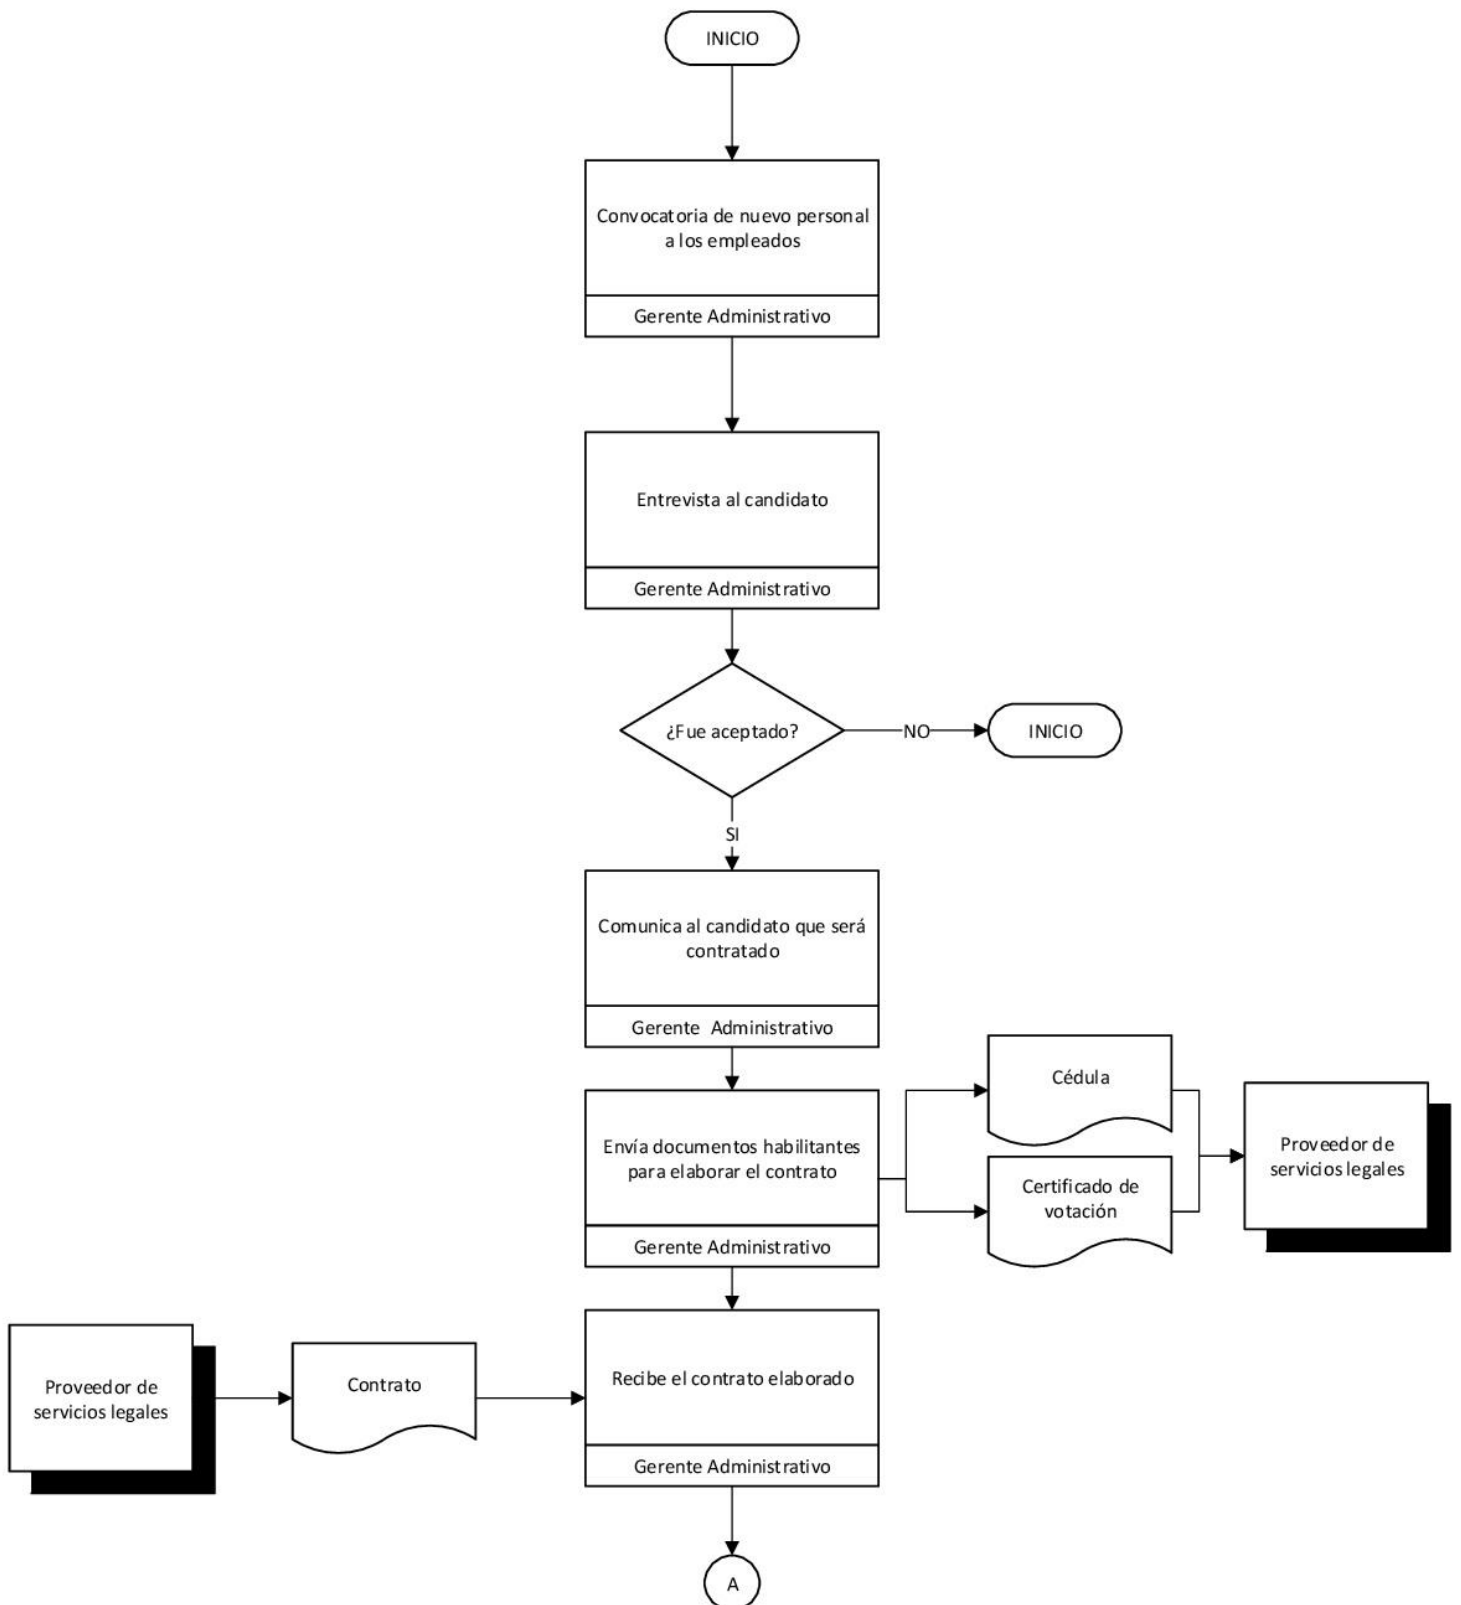 INICIO
Convocatoria de nuevo personal
a los empleados
Gerente Administrativo
Entrevista al candidato
Gerente Administrativo
¿Fue aceptado?
NO
INICIO
SI
Comunica al candidato que será
contratado
Gerente Administrativo
Envía documentos habilitantes
para elaborar el contrato
Gerente Administrativo
Cédula
Certificado de
votación
Proveedor de
servicios legales
Proveedor de
servicios legales
Contrato
Recibe el contrato elaborado
Gerente Administrativo
A